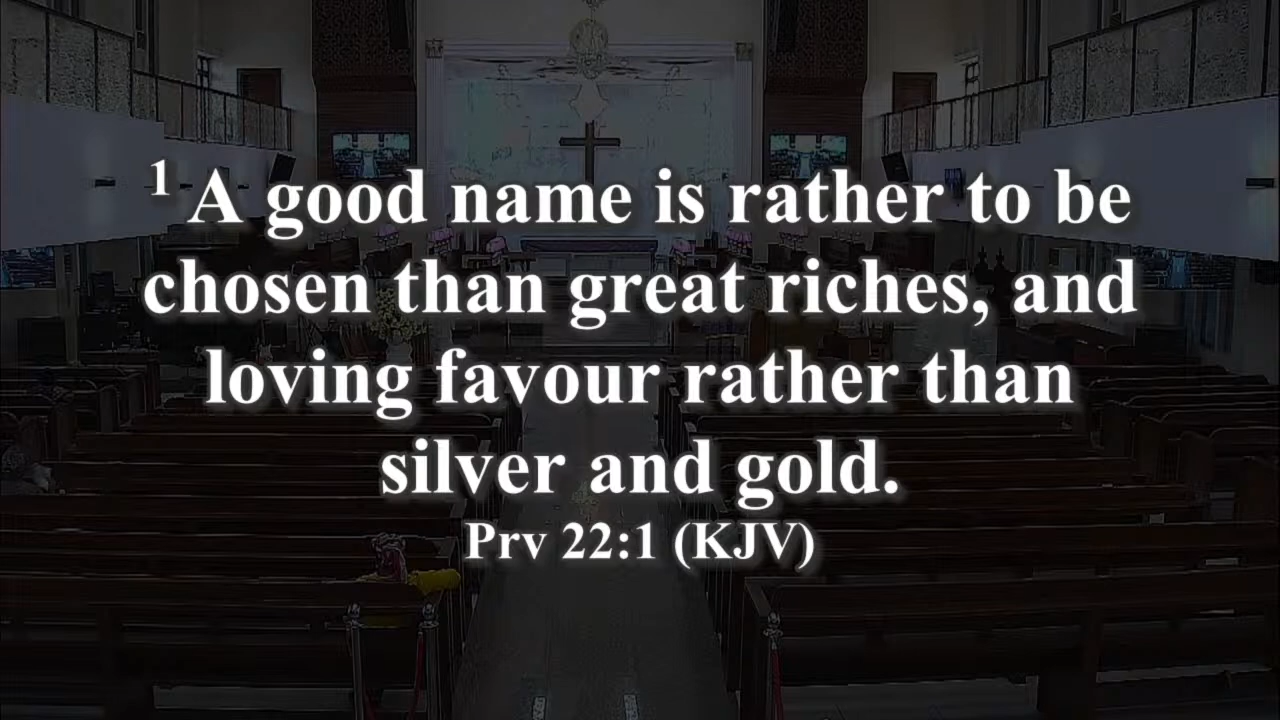 1 A good name is rather to be
chosen than great riches, and
loving favour rather than
silver and gold.
Prv 22:1 (KJV)